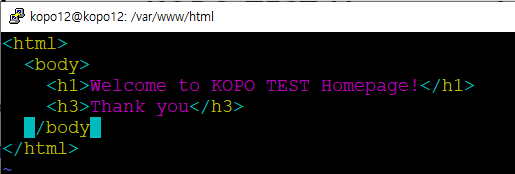 kopo12@kopo12: /var/www/html
<html>
  <body>
    <h1>Welcome to KOPO TEST Homepage!</h1>
    <h3>Thank you</h3>
  </body>
</html>
~